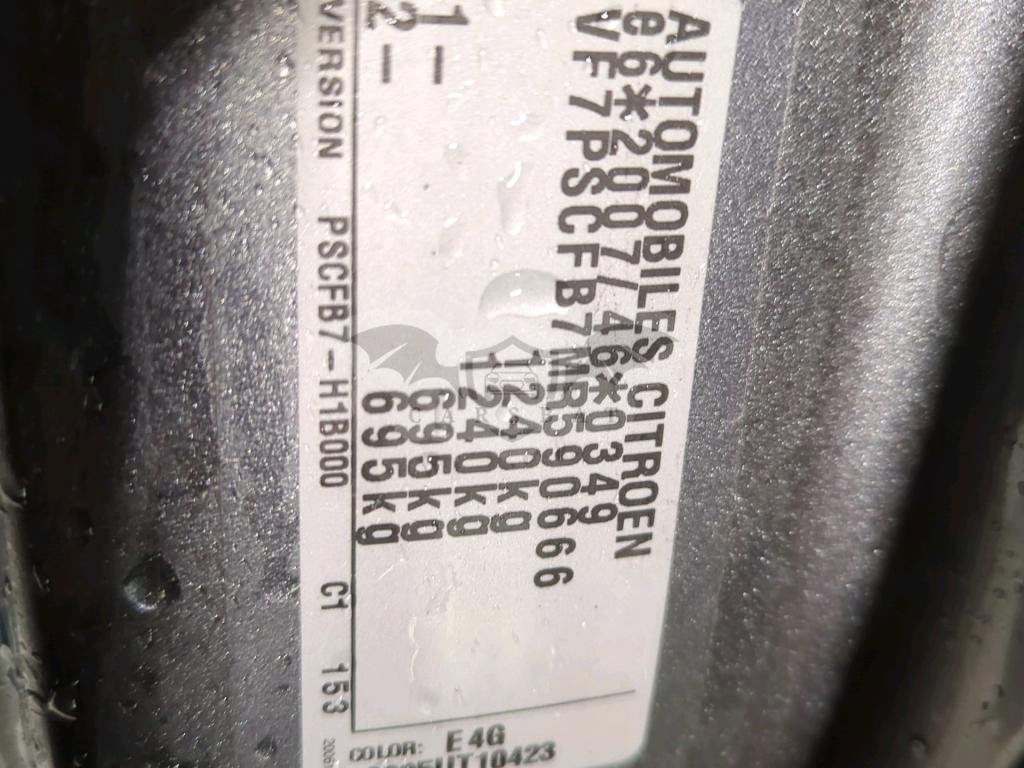 AUTOMOBILES CITROEN
e6*2007/46*0349
VF7PSCFB7MR590666
1240kg
1240kg
1- 695kg
2- 695kg
VERSION PSCFB7-H1B000 C1 153
COLOR: E4G